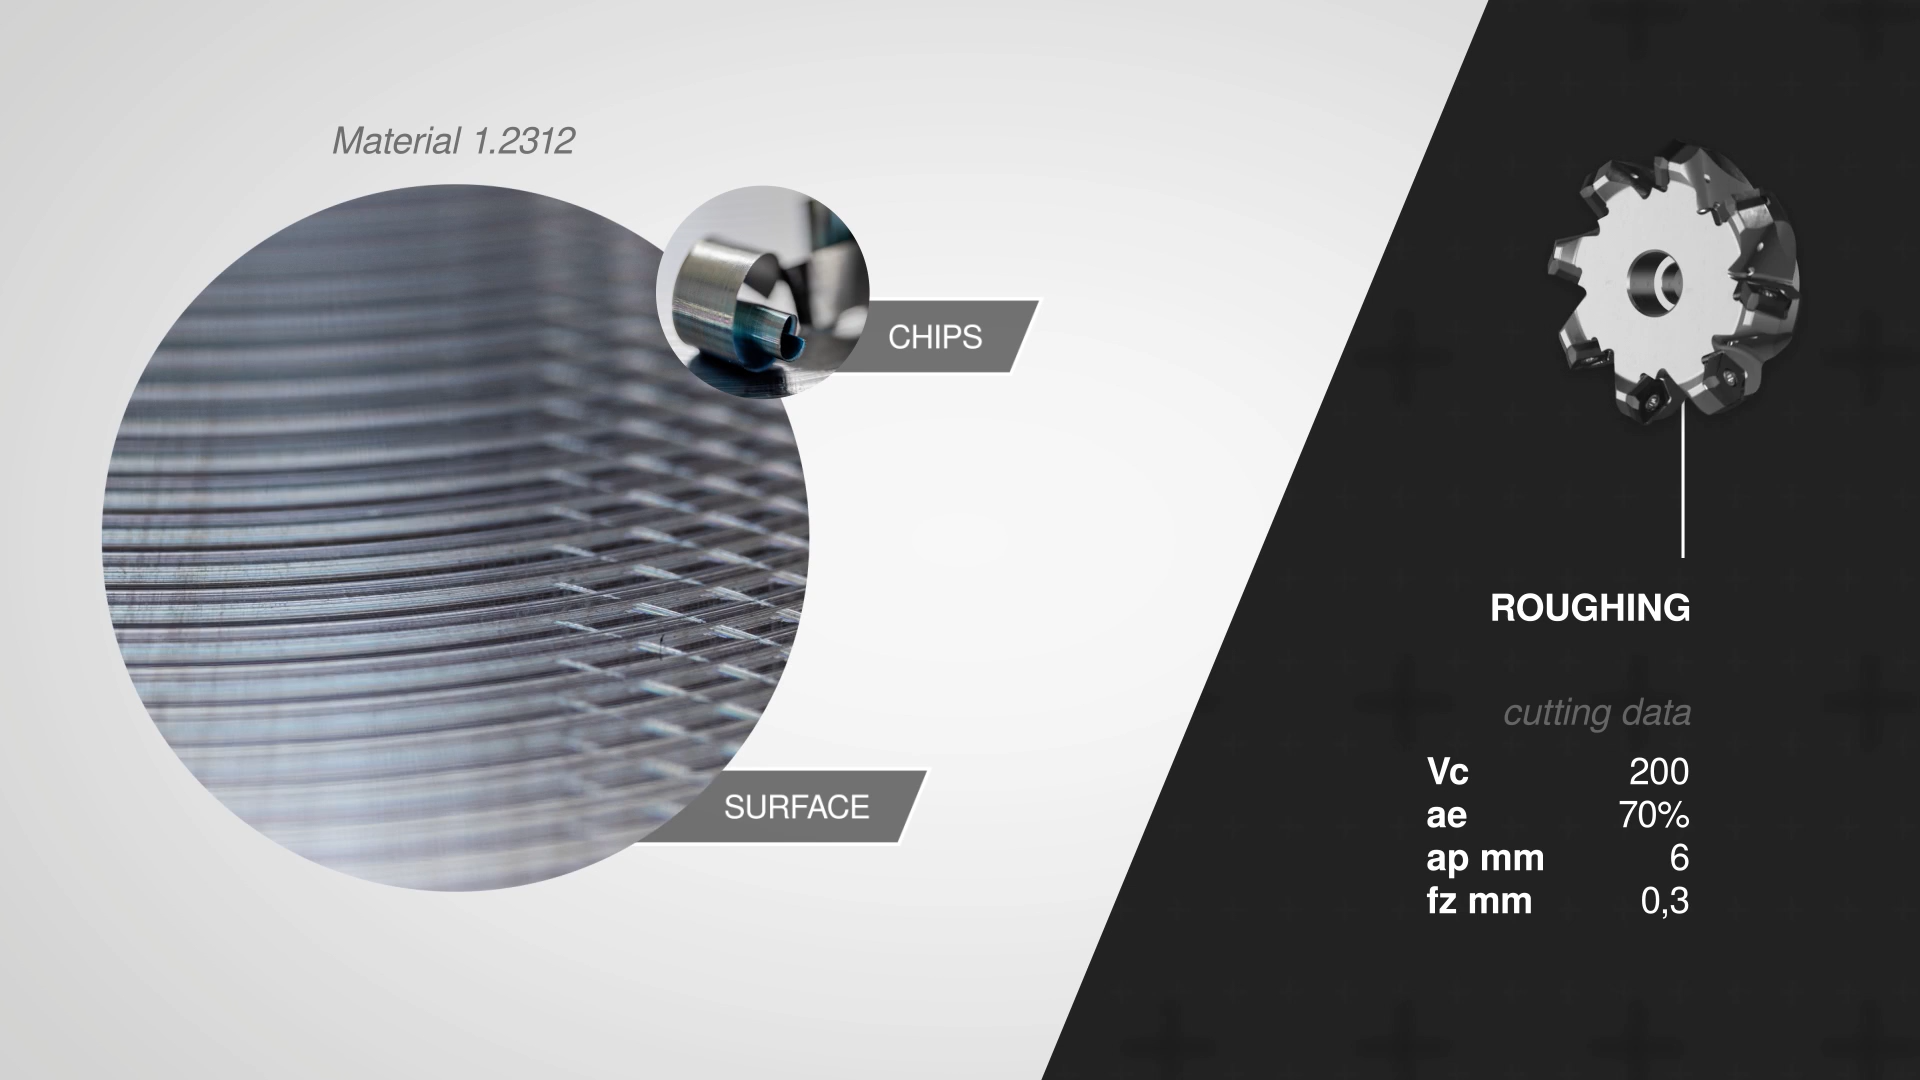 Material 1.2312
CHIPS
SURFACE
ROUGHING
cutting data
Vc 200
ae 70%
ap mm 6
fz mm 0,3